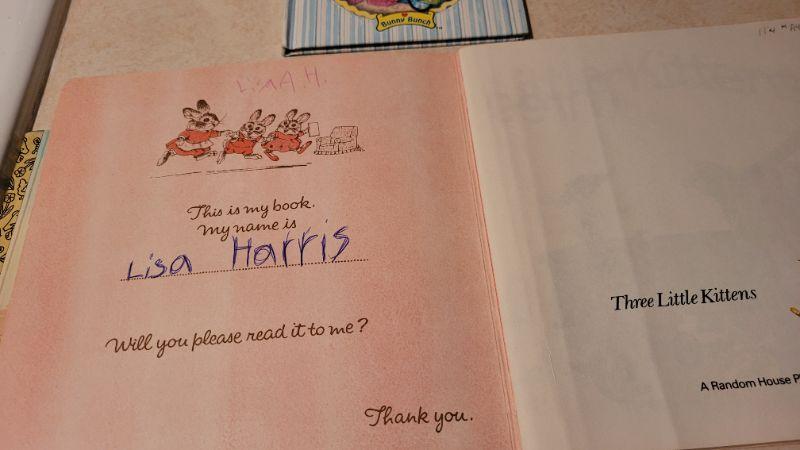 Bunny Bunch™
LisA.H.
This is my book.
My name is
Lisa Harris
Will you please read it to me?
Thank you.
Three Little Kittens
A Random House